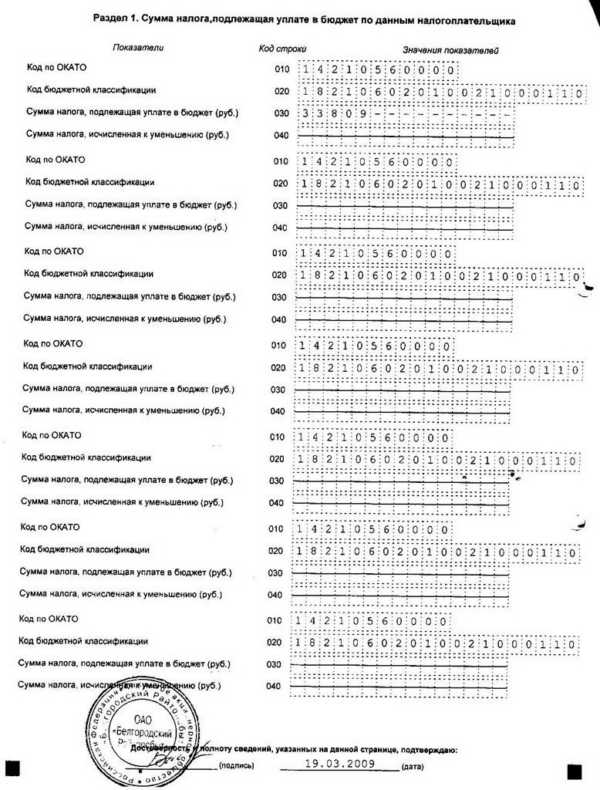 Раздел 1. Сумма налога,подлежащая уплате в бюджет по данным налогоплательщика
Показатели Код строки Значения показателей
Код по ОКАТО 010 14210560000
Код бюджетной классификации 020 18210602010021000110
Сумма налога, подлежащая уплате в бюджет (руб.) 030 33809----------
Сумма налога, исчисленная к уменьшению (руб.) 040
Код по ОКАТО 010 14210560000
Код бюджетной классификации 020 18210602010021000110
Сумма налога, подлежащая уплате в бюджет (руб.) 030
Сумма налога, исчисленная к уменьшению (руб.) 040
Код по ОКАТО 010 14210560000
Код бюджетной классификации 020 18210602010021000110
Сумма налога, подлежащая уплате в бюджет (руб.) 030
Сумма налога, исчисленная к уменьшению (руб.) 040
Код по ОКАТО 010 14210560000
Код бюджетной классификации 020 18210602010021000110
Сумма налога, подлежащая уплате в бюджет (руб.) 030
Сумма налога, исчисленная к уменьшению (руб.) 040
Код по ОКАТО 010 14210560000
Код бюджетной классификации 020 18210602010021000110
Сумма налога, подлежащая уплате в бюджет (руб.) 030
Сумма налога, исчисленная к уменьшению (руб.) 040
Код по ОКАТО 010 14210560000
Код бюджетной классификации 020 18210602010021000110
Сумма налога, подлежащая уплате в бюджет (руб.) 030
Сумма налога, исчисленная к уменьшению (руб.) 040
Код по ОКАТО 010 14210560000
Код бюджетной классификации 020 18210602010021000110
Сумма налога, подлежащая уплате в бюджет (руб.) 030
Сумма налога, исчисленная к уменьшению (руб.) 040
ОАО
«Белгородский
Достоверность и полноту сведений, указанных на данной странице, подтверждаю:
(подпись) 19.03.2009 (дата)